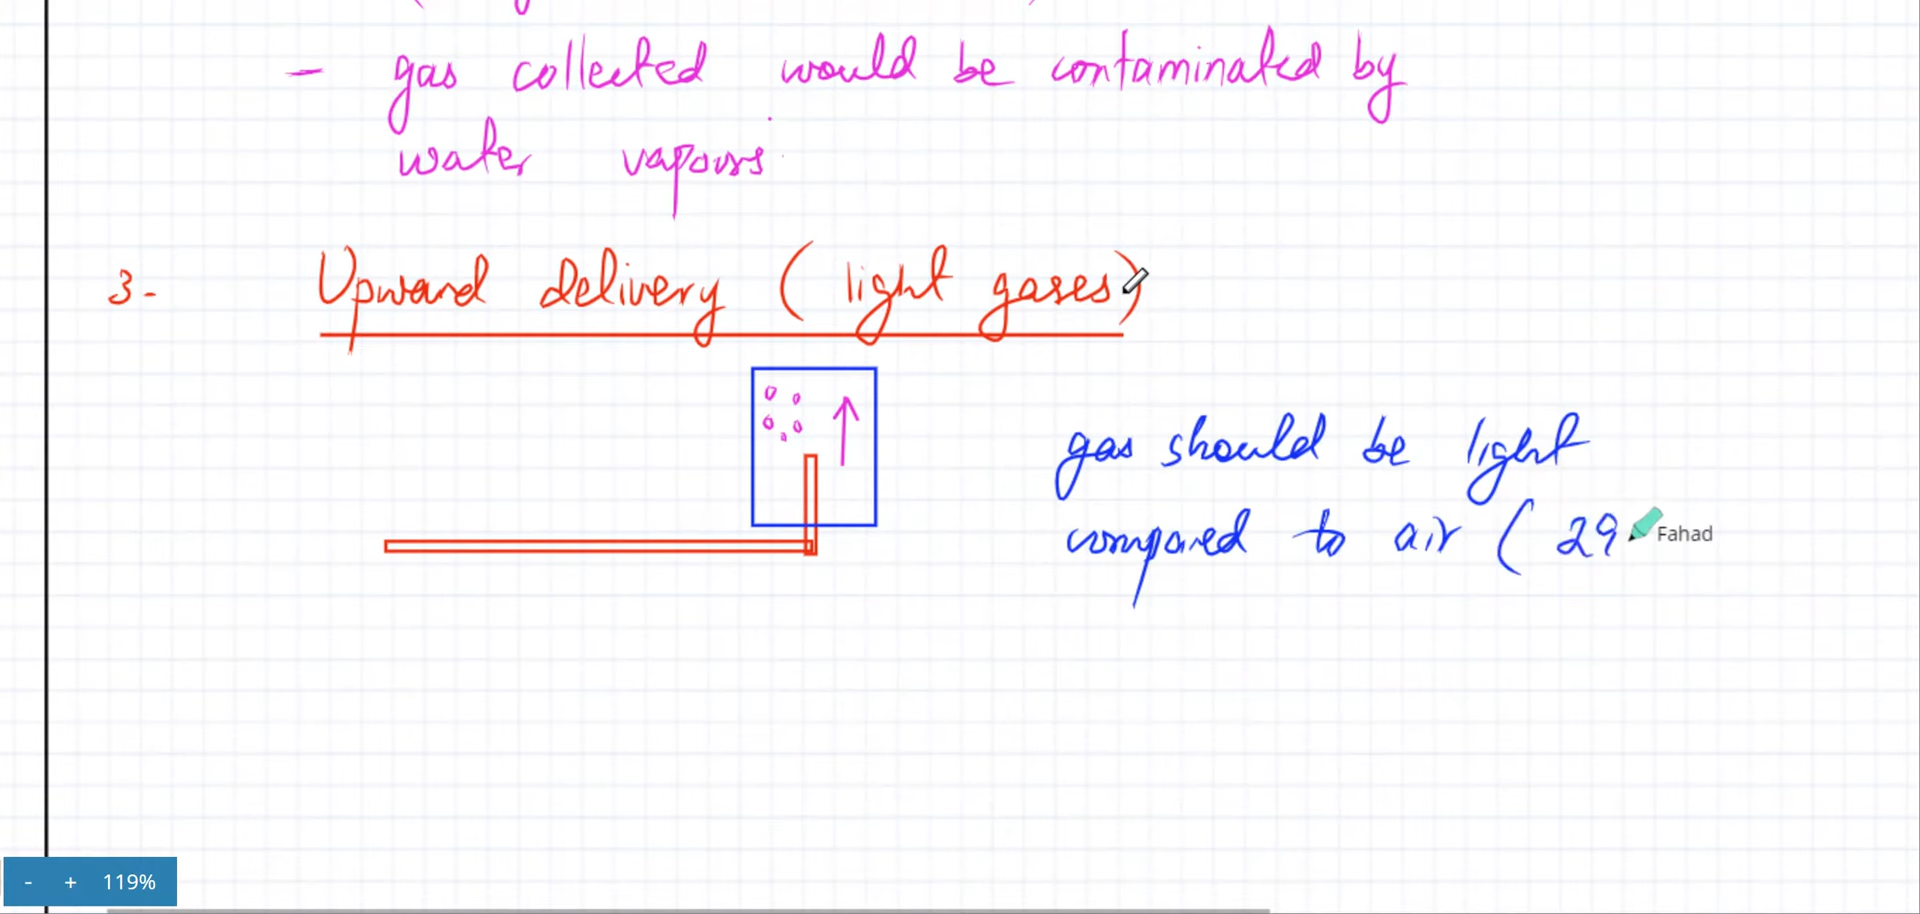 - gas collected would be contaminated by
water vapours
3- Upward delivery (light gases)
gas should be light
compared to air ( 29
Fahad
- + 119%